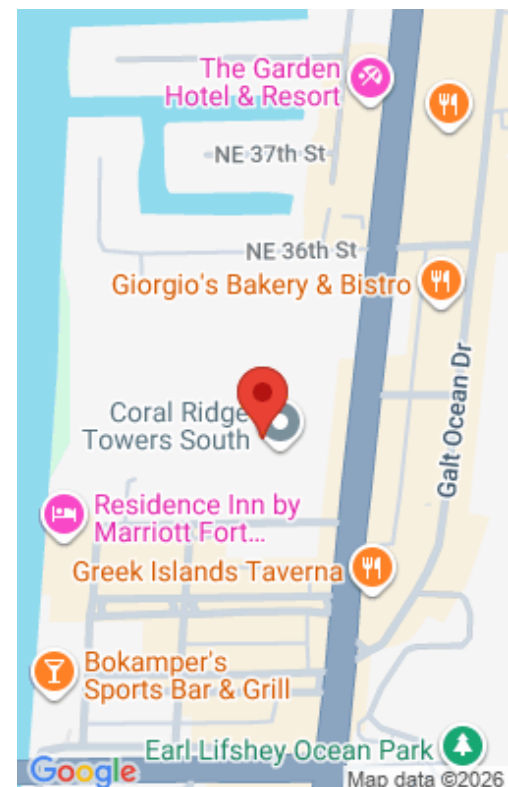 The Garden
Hotel & Resort
NE 37th St
NE 36th St
Giorgio's Bakery & Bistro
Galt Ocean Dr
Coral Ridge
Towers South
Residence Inn by
Marriott Fort...
Greek Islands Taverna
Bokamper's
Sports Bar & Grill
Earl Lifshey Ocean Park
Google
Map data ©2026